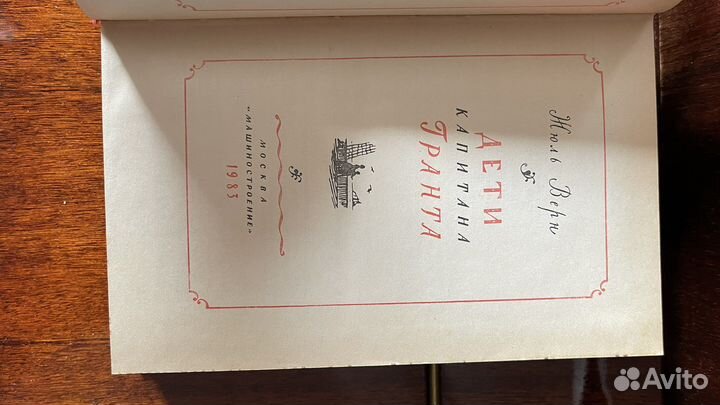 Жюль Верн
ДЕТИ
КАПИТАНА
ГРАНТА
МОСКВА
«МАШИНОСТРОЕНИЕ»
1983
Avito